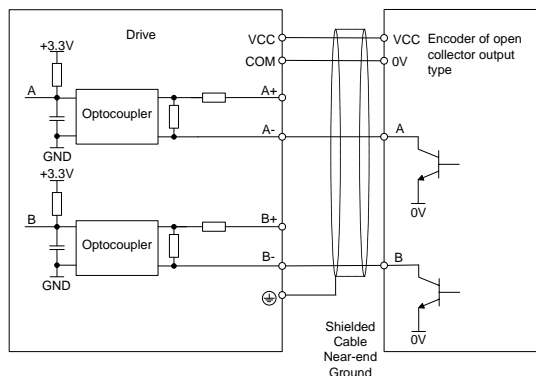 Drive
+3.3V
A
Optocoupler
GND
+3.3V
B
Optocoupler
GND
VCC
COM
A+
A-
B+
B-
VCC
0V
Encoder of open
collector output
type
A
0V
B
0V
Shielded
Cable
Near-end
Ground